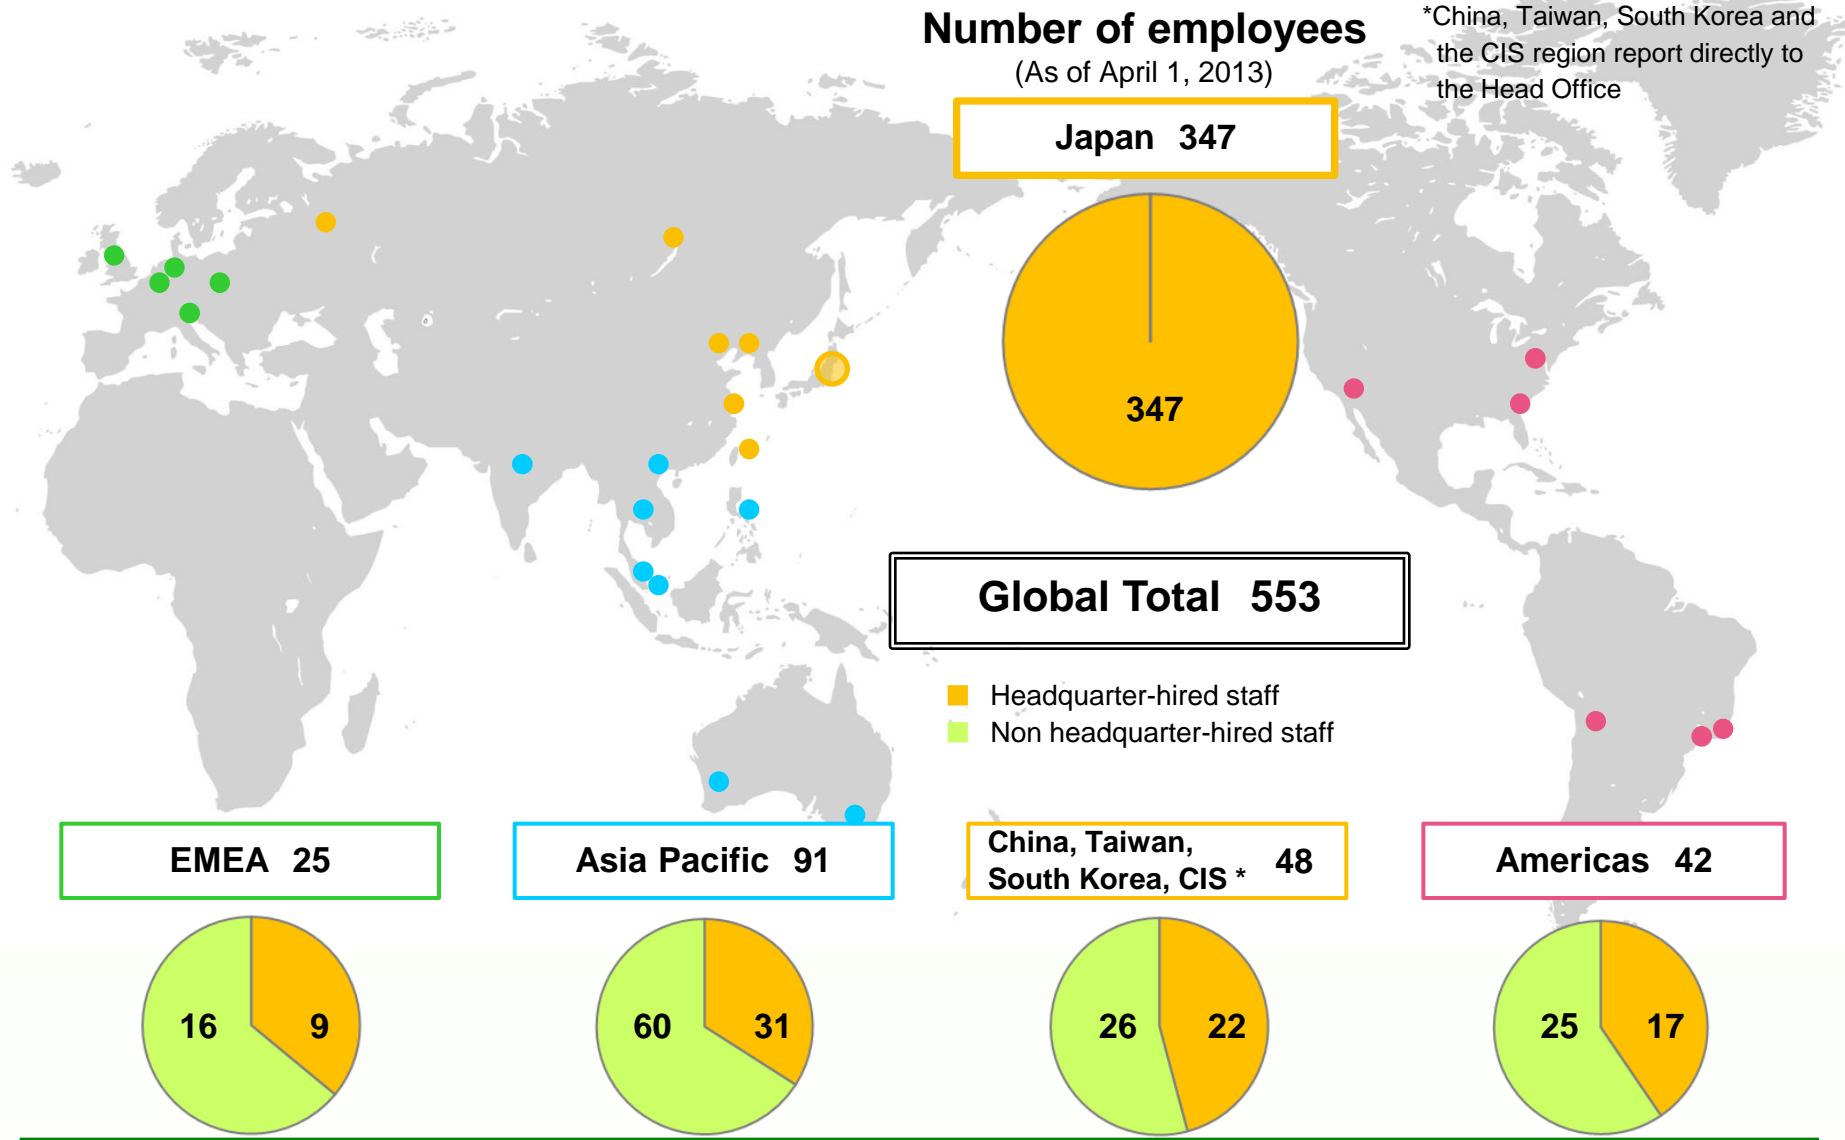 Number of employees
(As of April 1, 2013)
*China, Taiwan, South Korea and
the CIS region report directly to
the Head Office
Japan 347
347
Global Total 553
Headquarter-hired staff
Non headquarter-hired staff
EMEA 25
16
9
Asia Pacific 91
60
31
China, Taiwan,
South Korea, CIS * 48
26
22
Americas 42
25
17